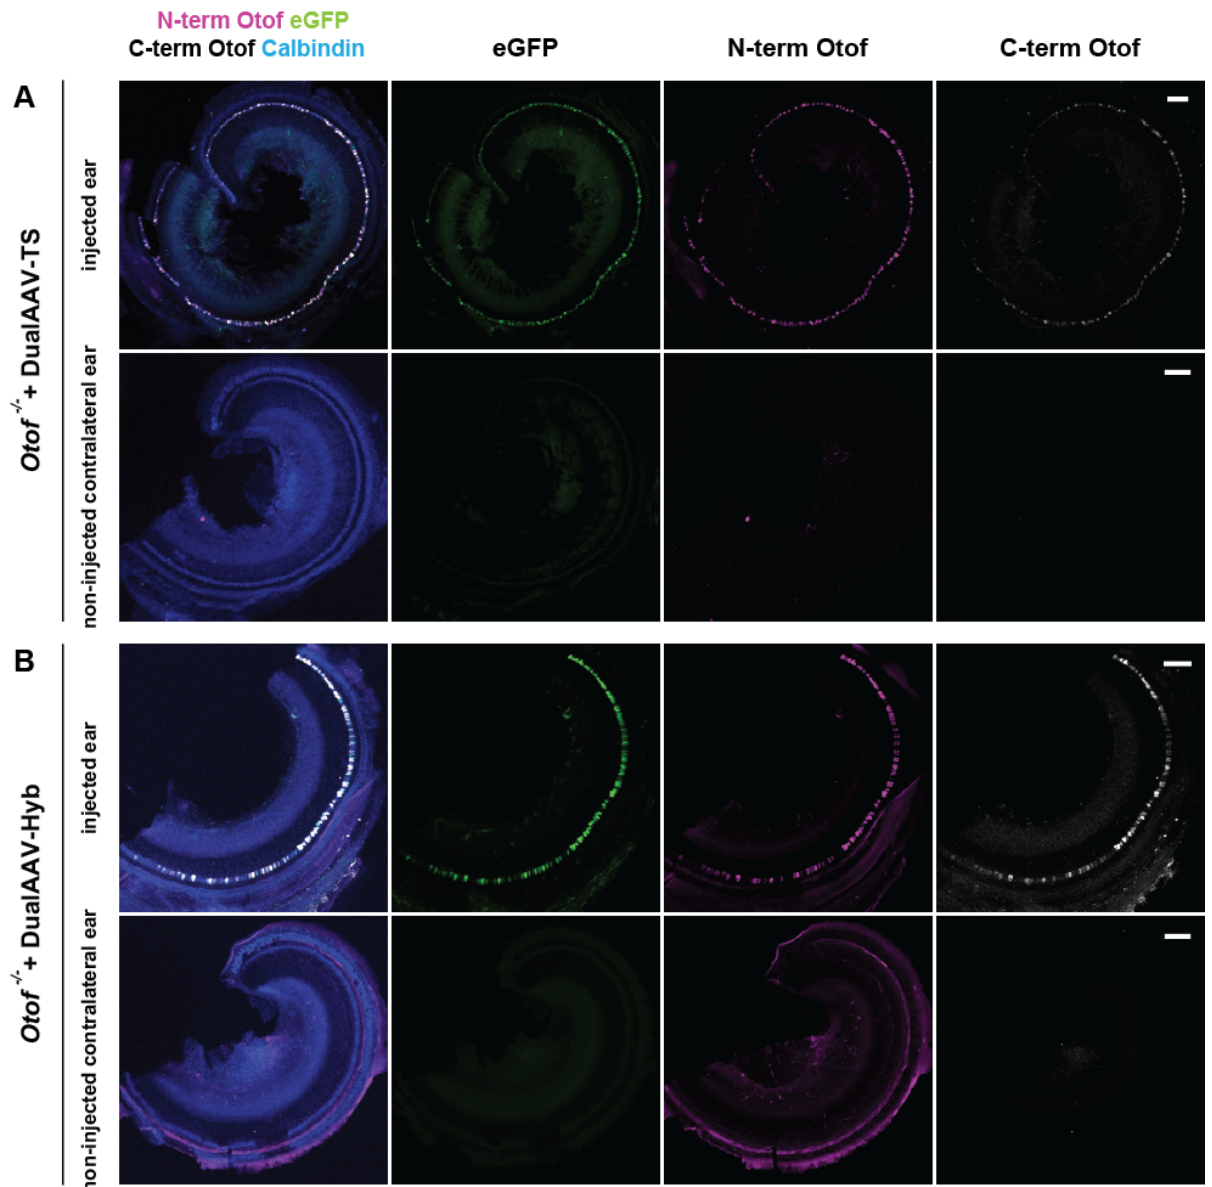 N-term Otof eGFP
C-term Otof Calbindin
eGFP
N-term Otof
C-term Otof
A
Otof -/- + DualAAV-TS
injected ear
non-injected contralateral ear
B
Otof -/- + DualAAV-Hyb
injected ear
non-injected contralateral ear